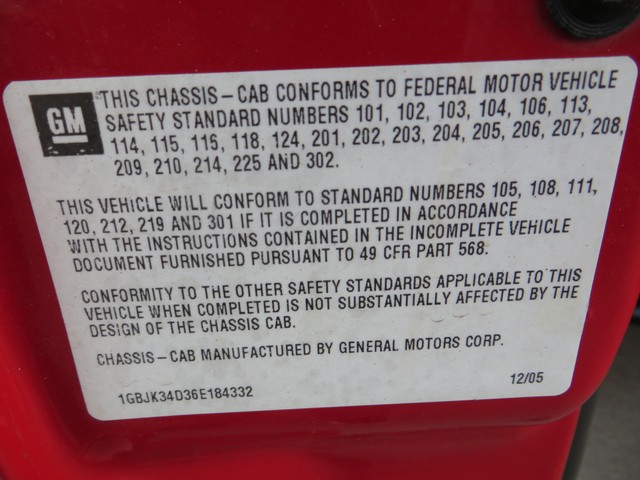 GM
THIS CHASSIS-CAB CONFORMS TO FEDERAL MOTOR VEHICLE
SAFETY STANDARD NUMBERS 101, 102, 103, 104, 106, 113,
114, 115, 116, 118, 124, 201, 202, 203, 204, 205, 206, 207, 208,
209, 210, 214, 225 AND 302.
THIS VEHICLE WILL CONFORM TO STANDARD NUMBERS 105, 108, 111,
120, 212, 219 AND 301 IF IT IS COMPLETED IN ACCORDANCE
WITH THE INSTRUCTIONS CONTAINED IN THE INCOMPLETE VEHICLE
DOCUMENT FURNISHED PURSUANT TO 49 CFR PART 568.
CONFORMITY TO THE OTHER SAFETY STANDARDS APPLICABLE TO THIS
VEHICLE WHEN COMPLETED IS NOT SUBSTANTIALLY AFFECTED BY THE
DESIGN OF THE CHASSIS CAB.
CHASSIS-CAB MANUFACTURED BY GENERAL MOTORS CORP.
12/05
1GBJK34D36E184332